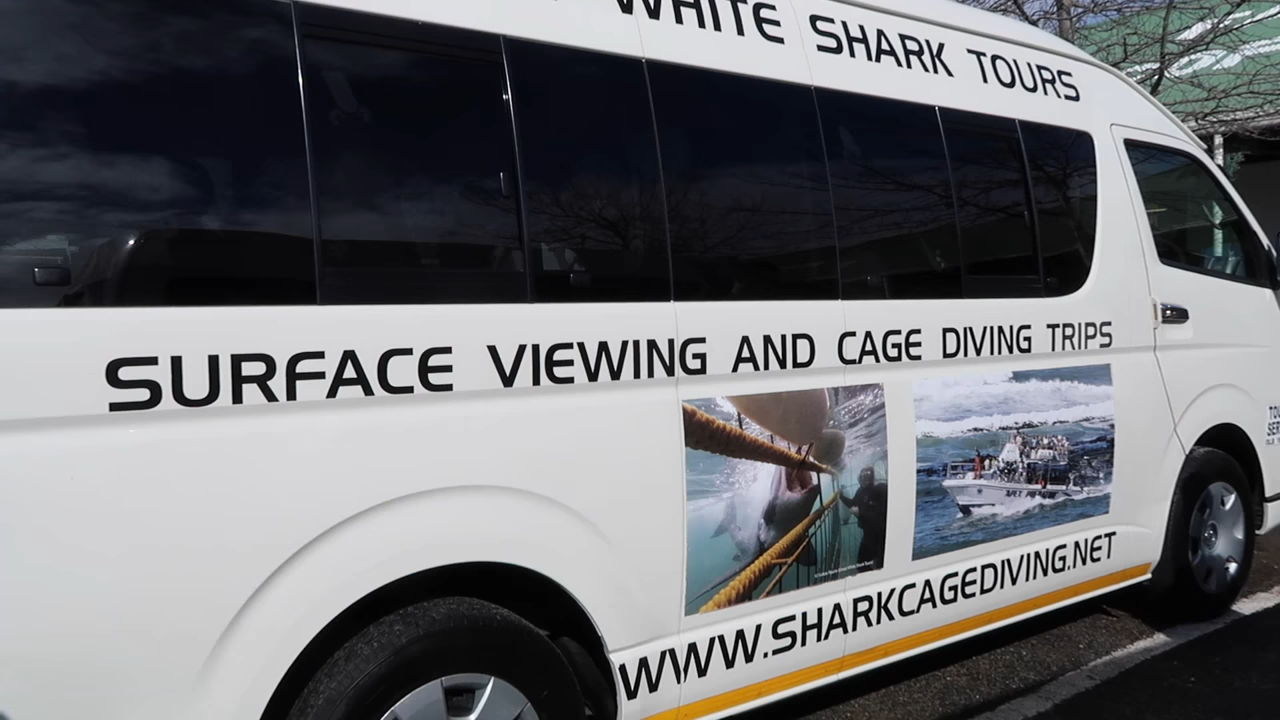 WHITE SHARK TOURS
SURFACE VIEWING AND CAGE DIVING TRIPS
WWW.SHARKCAGEDIVING.NET